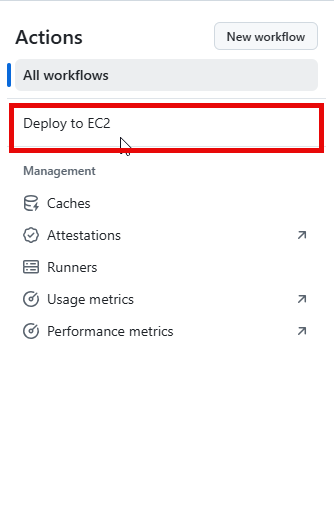 Actions
New workflow
All workflows
Deploy to EC2
Management
Caches
Attestations
Runners
Usage metrics
Performance metrics